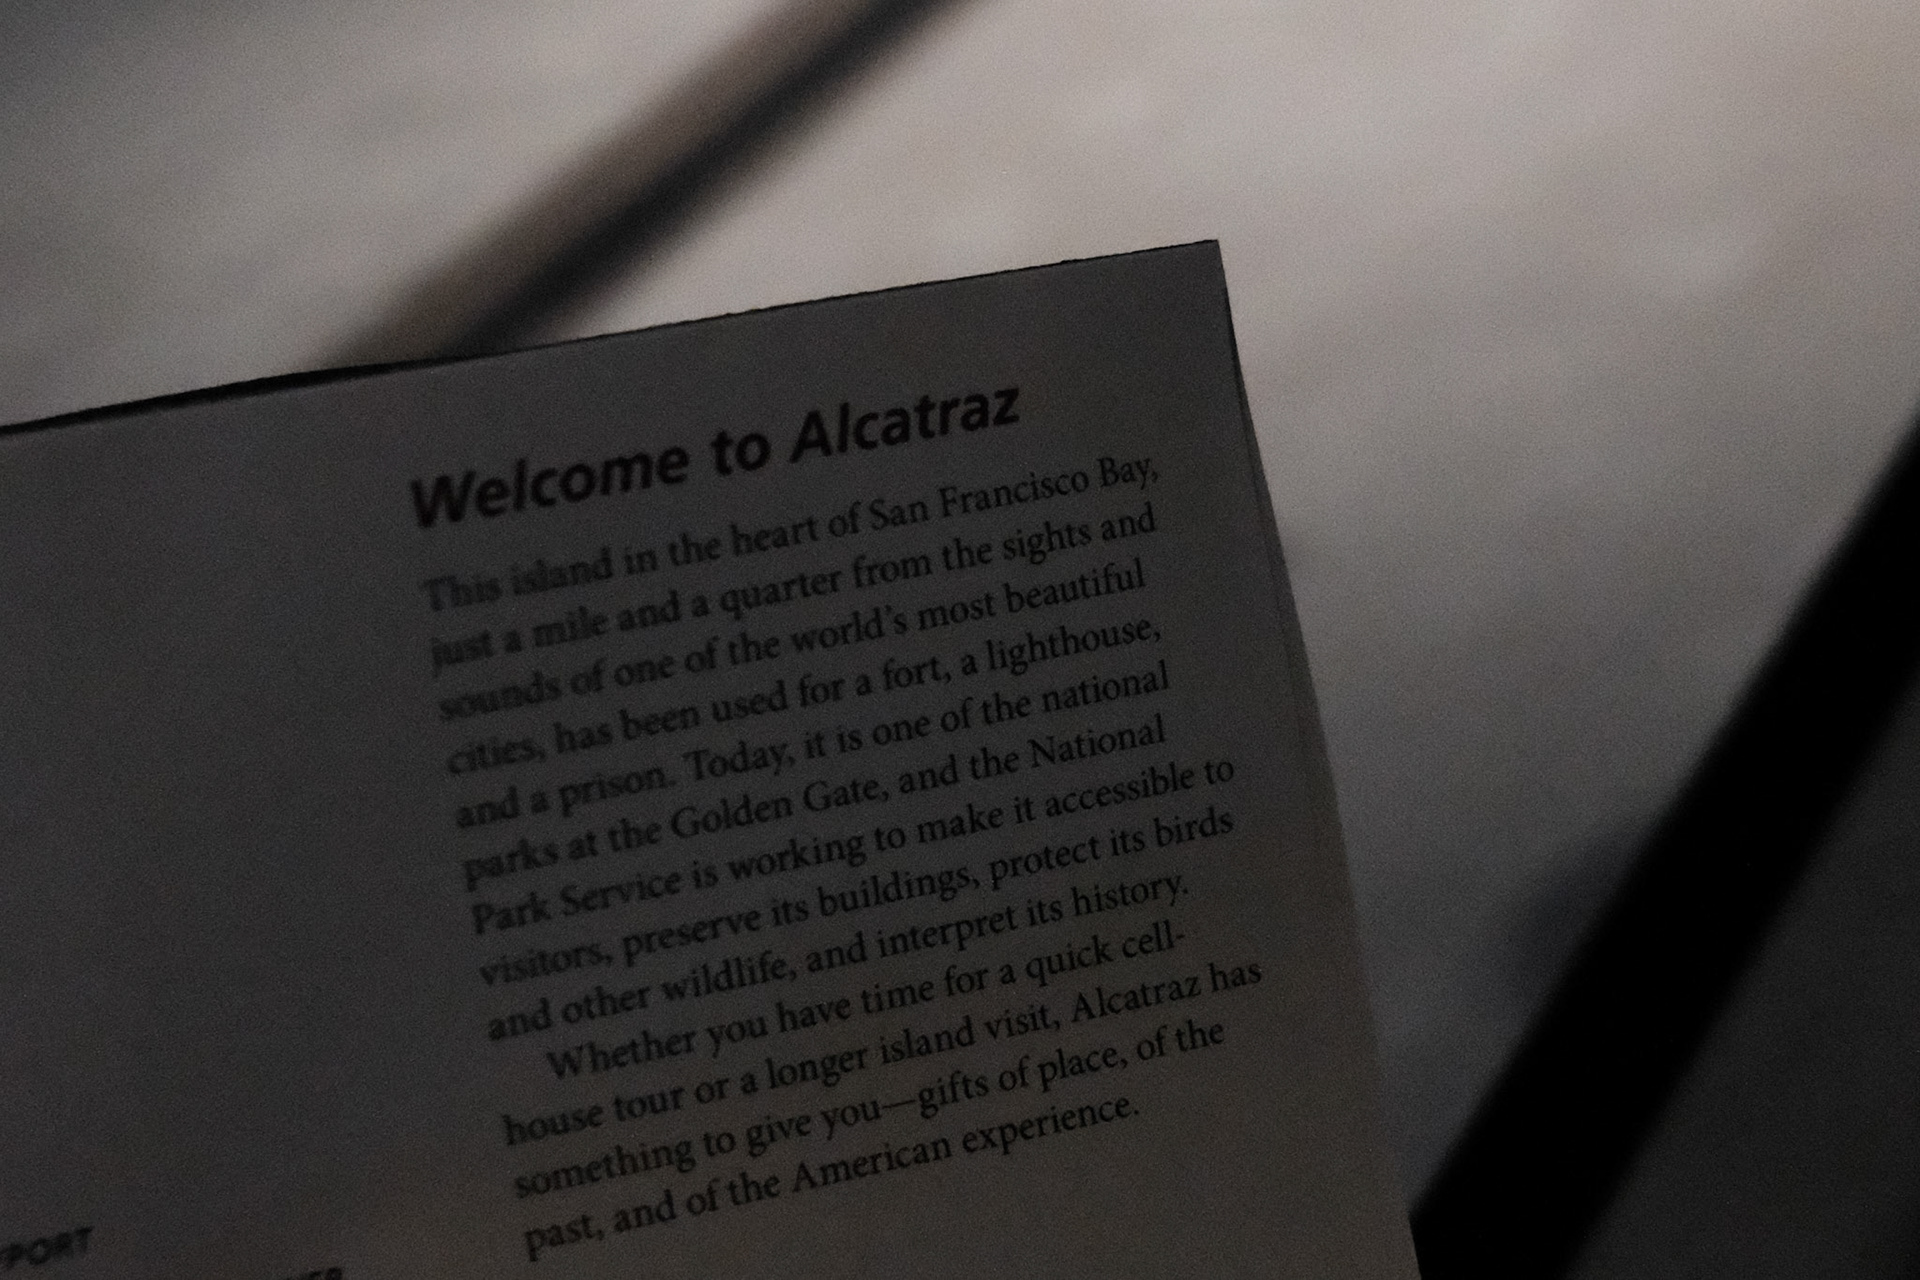 Welcome to Alcatraz
This island in the heart of San Francisco Bay,
just a mile and a quarter from the sights and
sounds of one of the world's most beautiful
cities, has been used for a fort, a lighthouse,
and a prison. Today, it is one of the national
parks at the Golden Gate, and the National
Park Service is working to make it accessible to
visitors, preserve its buildings, protect its birds
and other wildlife, and interpret its history.
Whether you have time for a quick cell-
house tour or a longer island visit, Alcatraz has
something to give you—gifts of place, of the
past, and of the American experience.
PORT